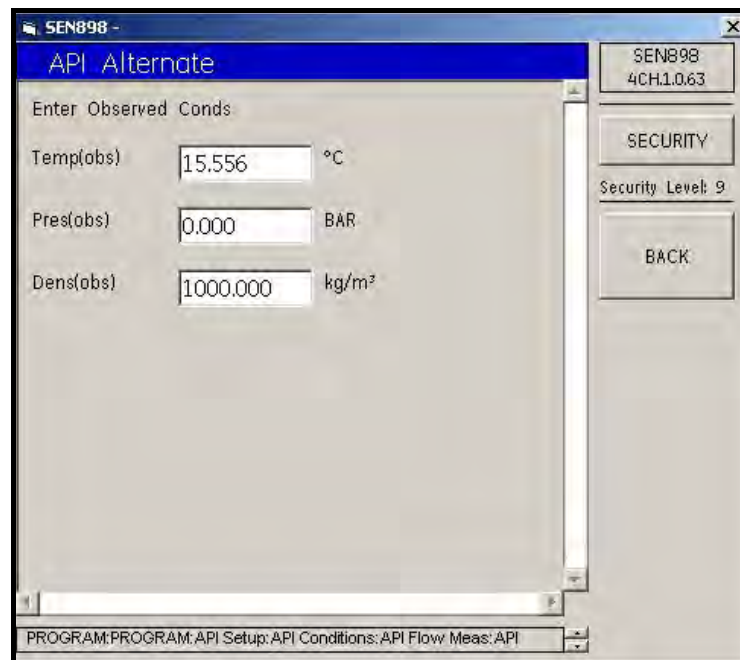 SEN898 -
API Alternate
Enter Observed Conds
Temp(obs) 15.556 °C
Pres(obs) 0.000 BAR
Dens(obs) 1000.000 kg/m³
SEN898
4CH.1.0.63
SECURITY
Security Level: 9
BACK
PROGRAM:PROGRAM:API Setup:API Conditions:API Flow Meas:API